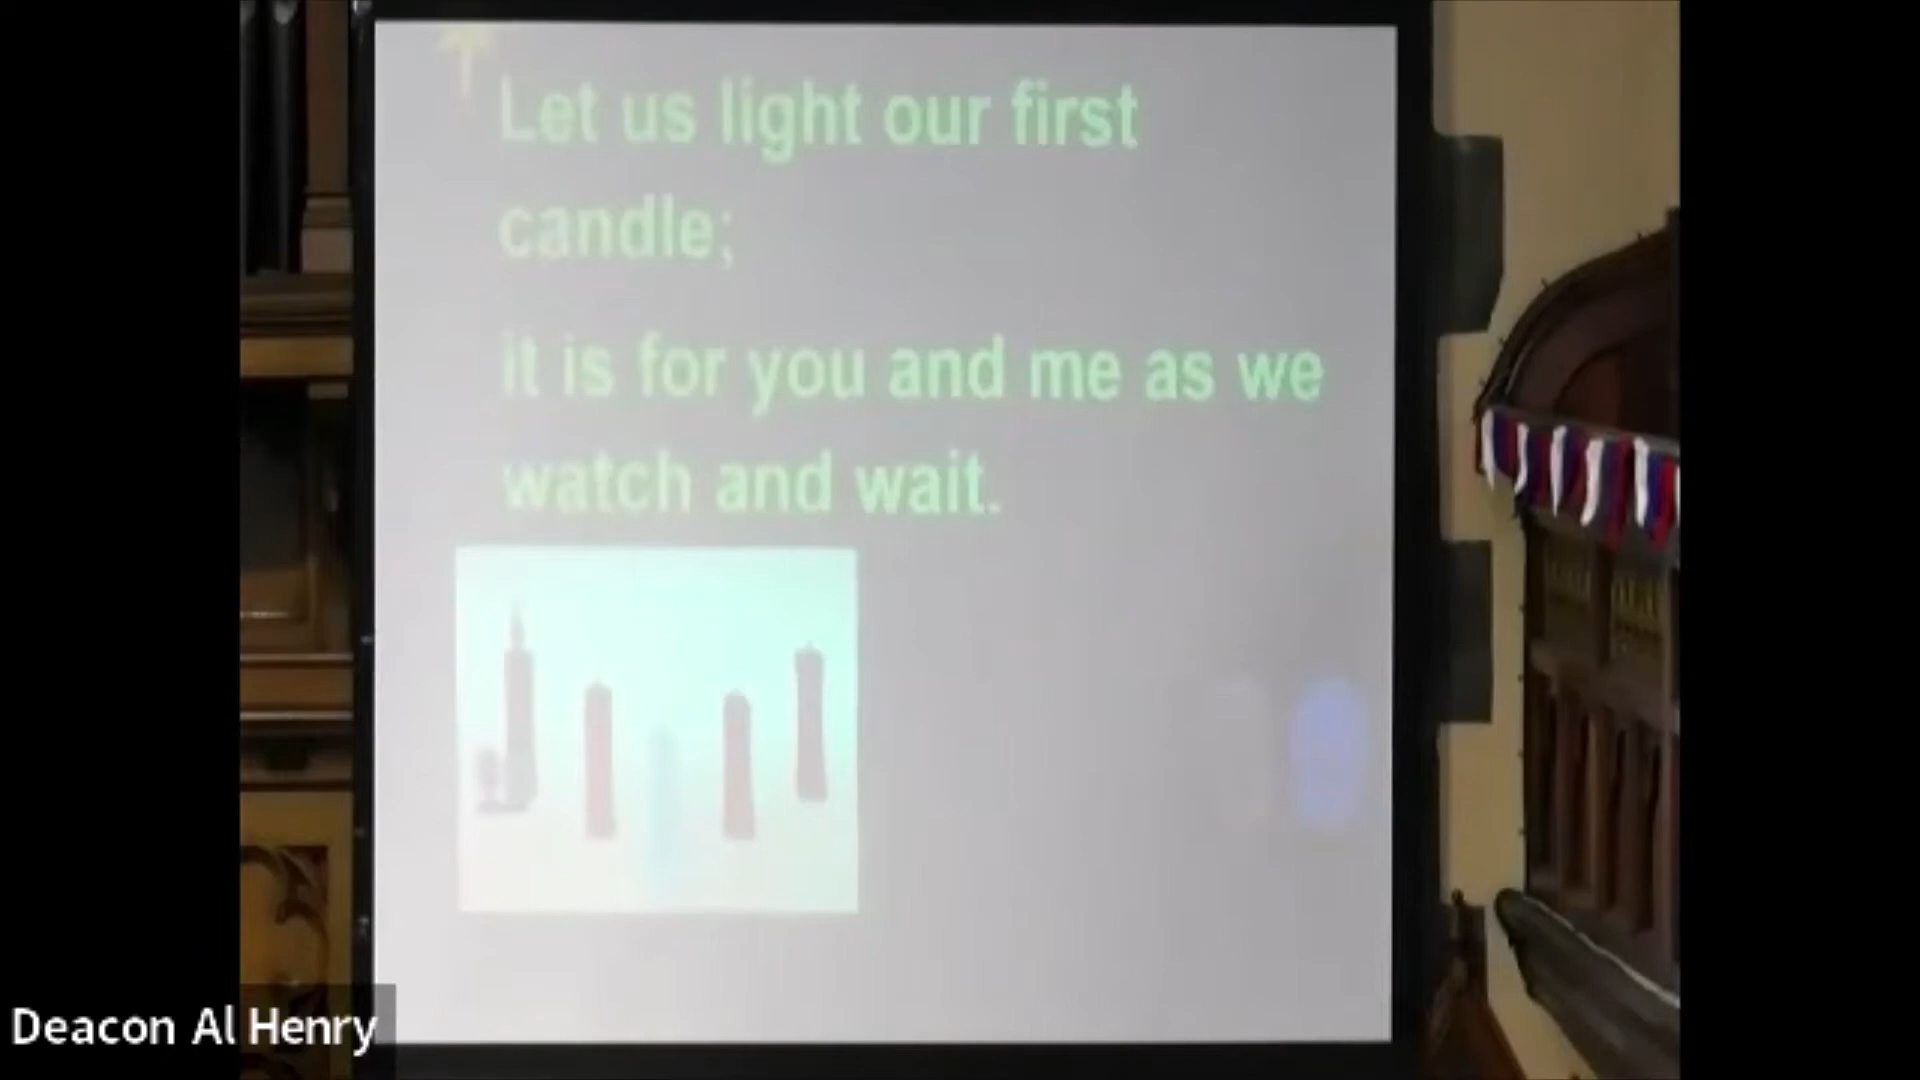 Let us light our first
candle;
it is for you and me as we
watch and wait.
Deacon Al Henry